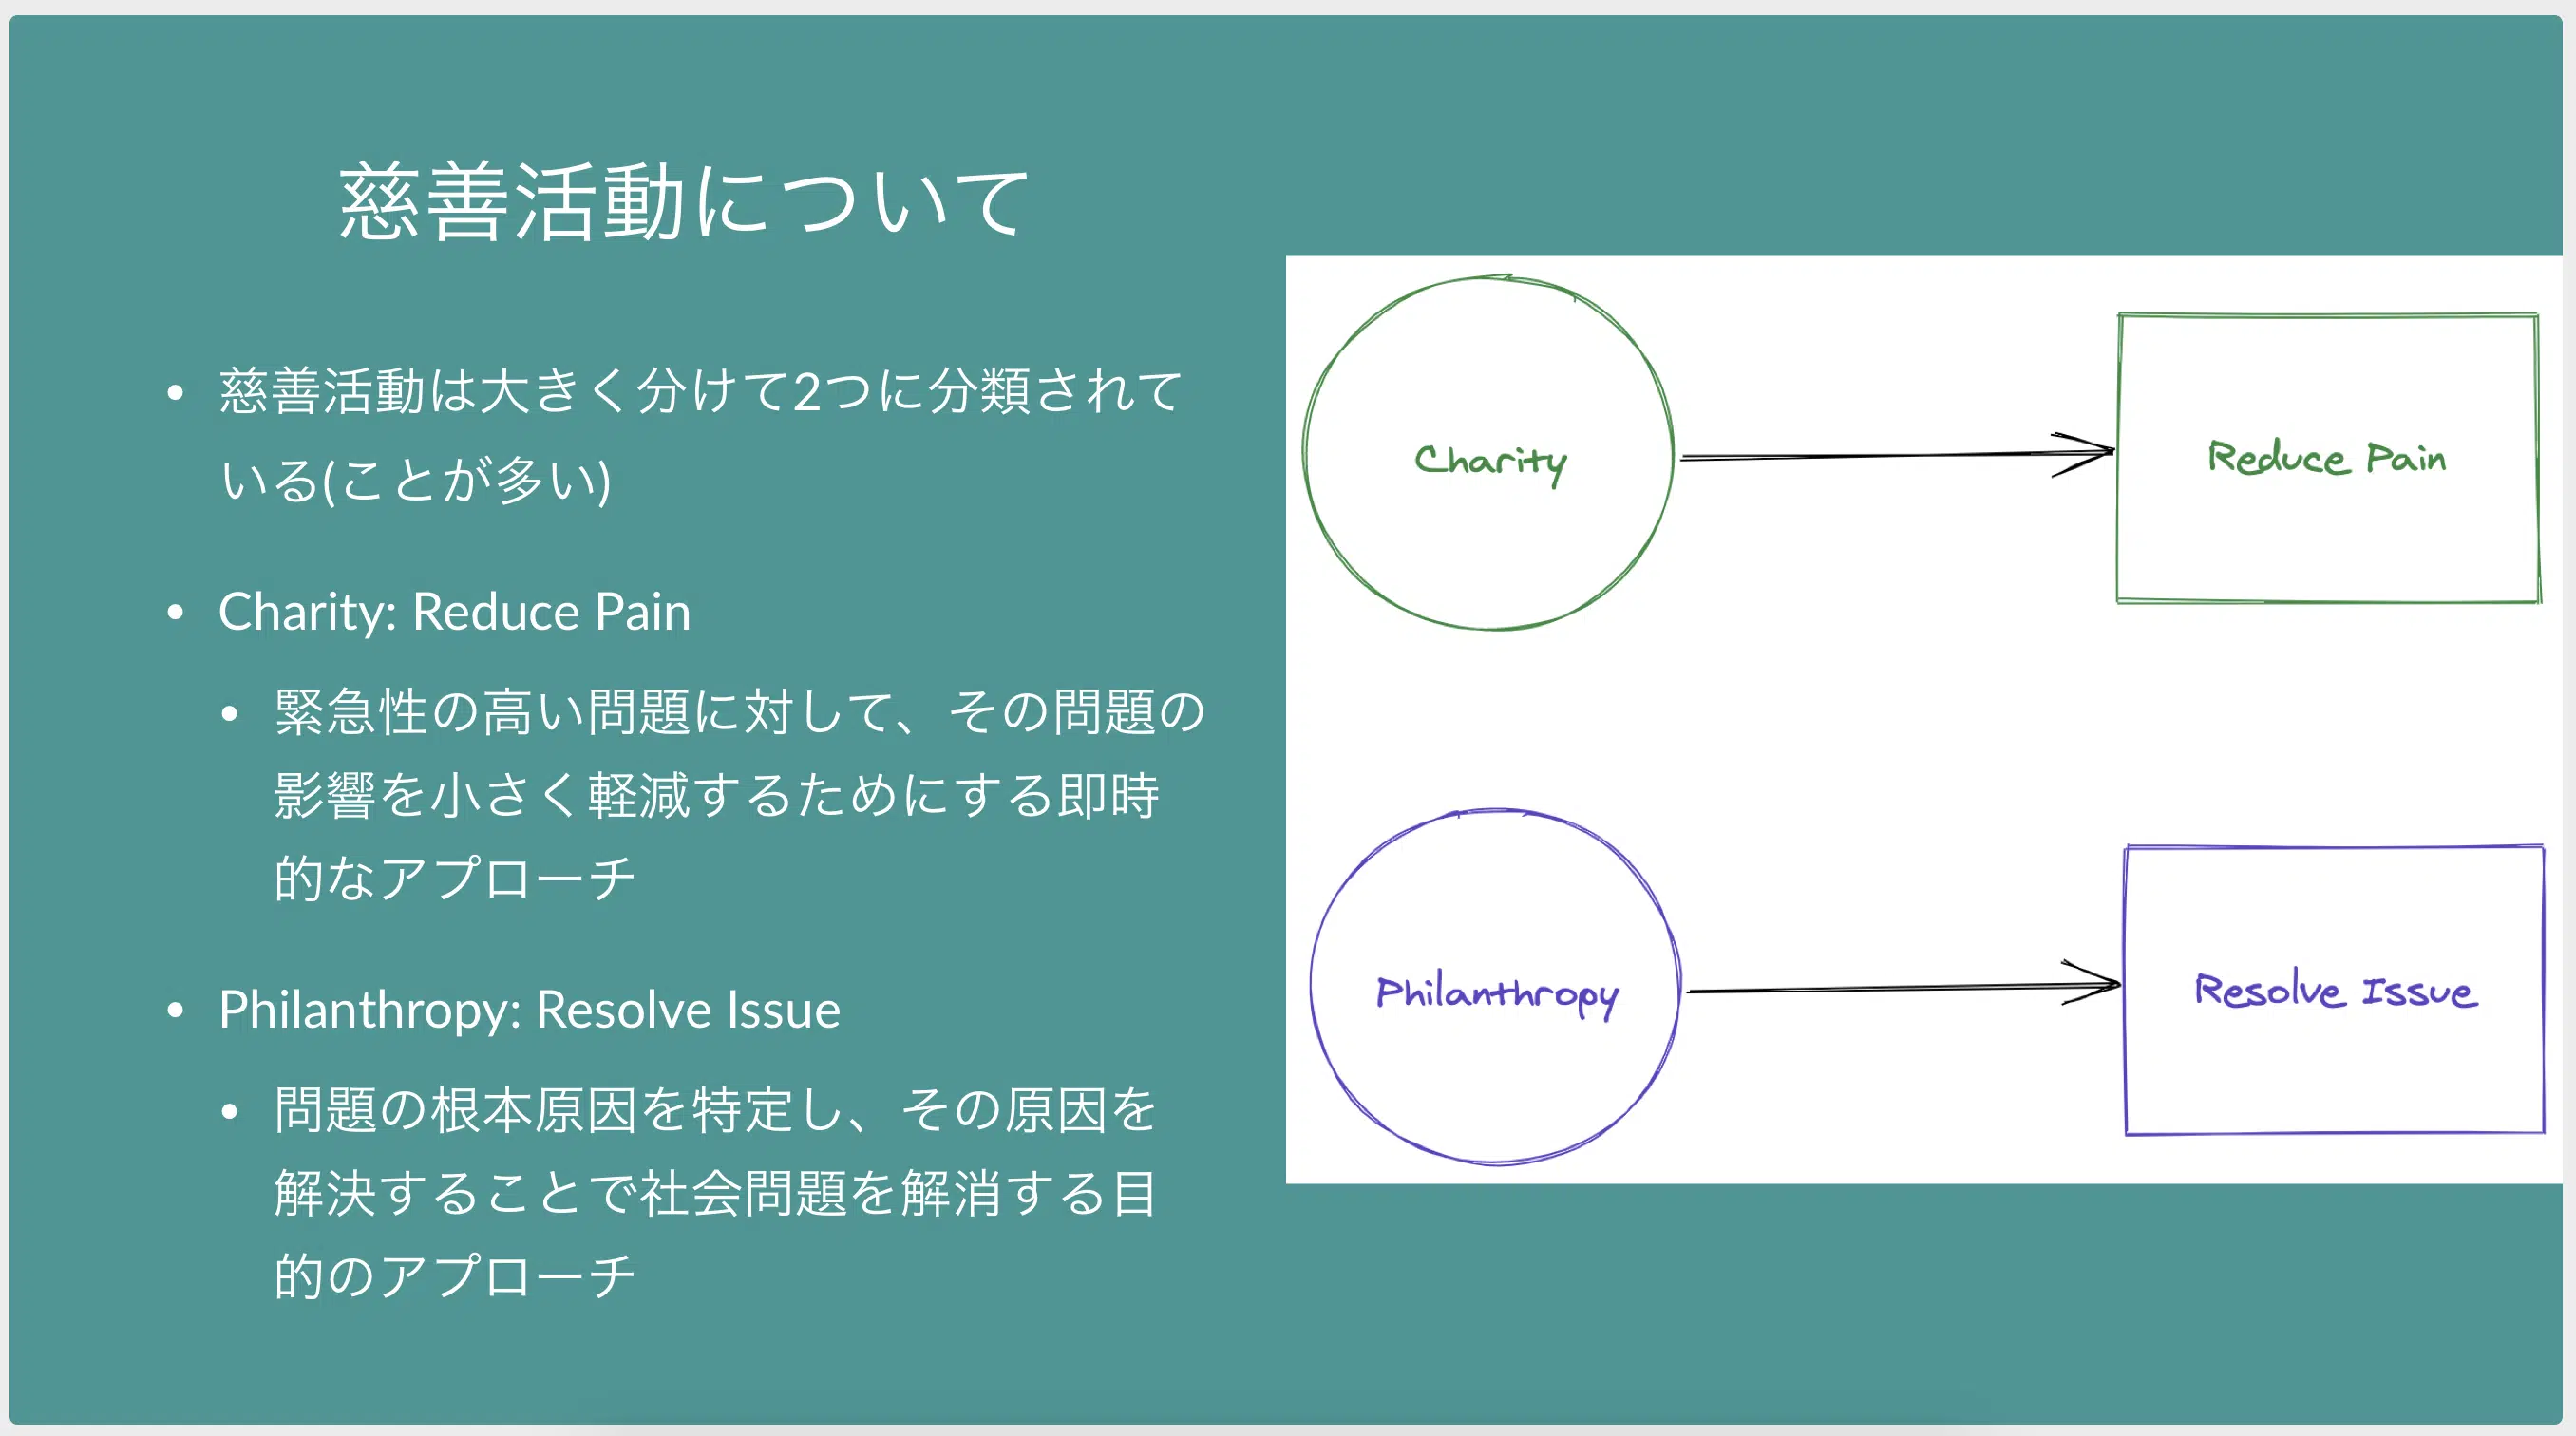 慈善活動について
• 慈善活動は大きく分けて2つに分類されて
いる(ことが多い)
• Charity: Reduce Pain
• 緊急性の高い問題に対して、その問題の
影響を小さく軽減するためにする即時
的なアプローチ
• Philanthropy: Resolve Issue
• 問題の根本原因を特定し、その原因を
解決することで社会問題を解消する目
的のアプローチ
Charity
Reduce Pain
Philanthropy
Resolve Issue